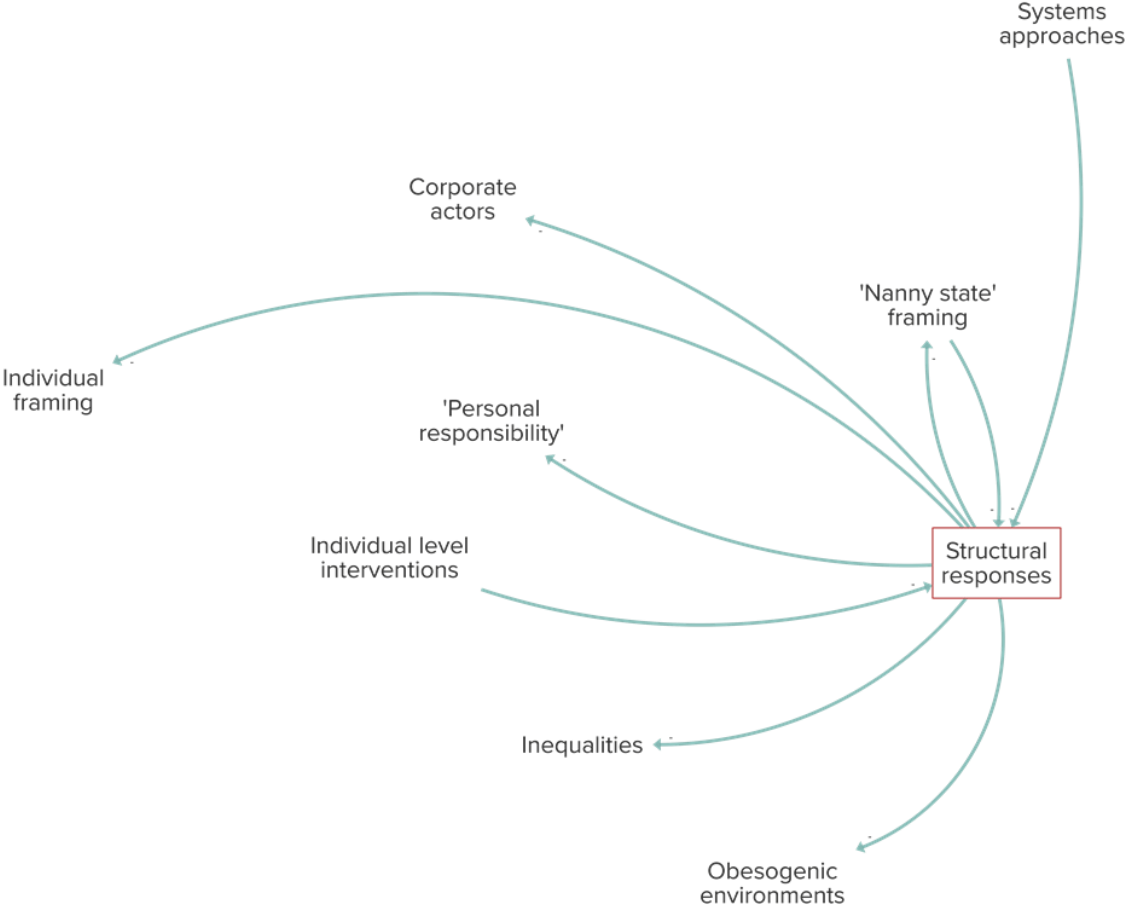 Systems
approaches
Corporate
actors
'Nanny state'
framing
Individual
framing
'Personal
responsibility'
Individual level
interventions
Structural
responses
Inequalities
Obesogenic
environments